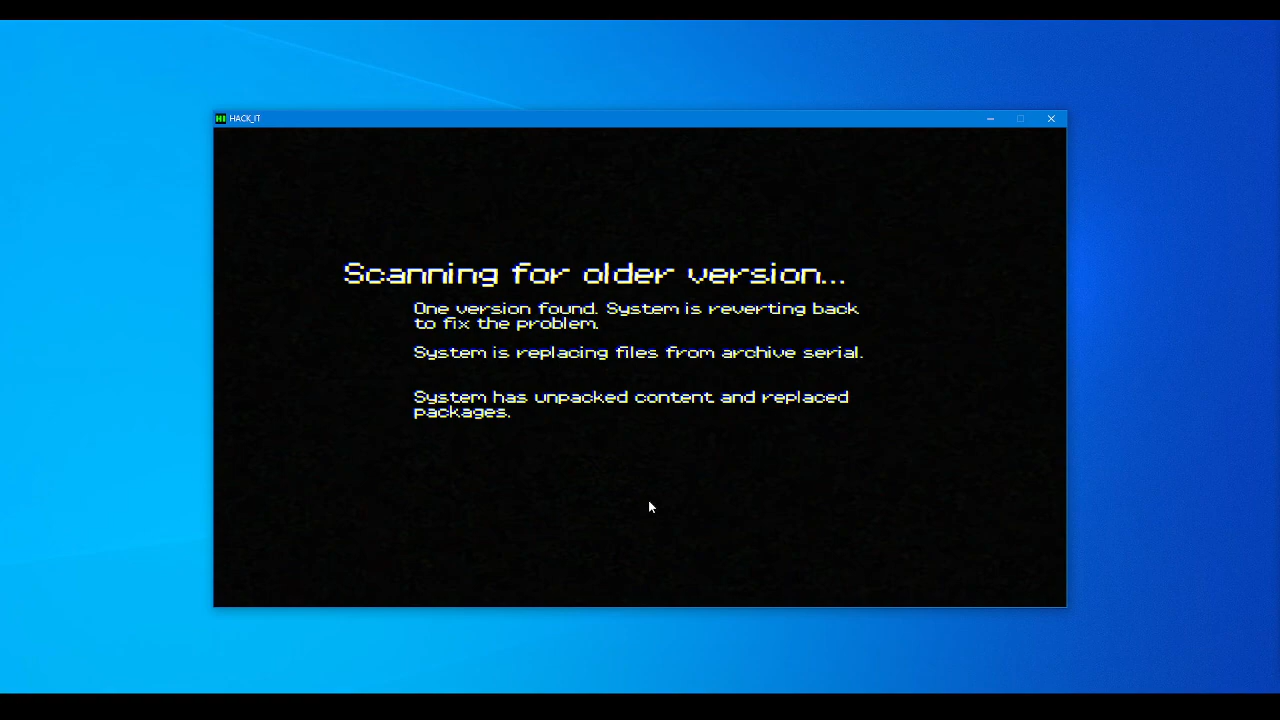 HACK_IT
Scanning for older version...
One version found. System is reverting back
to fix the problem.
System is replacing files from archive serial.
System has unpacked content and replaced
packages.